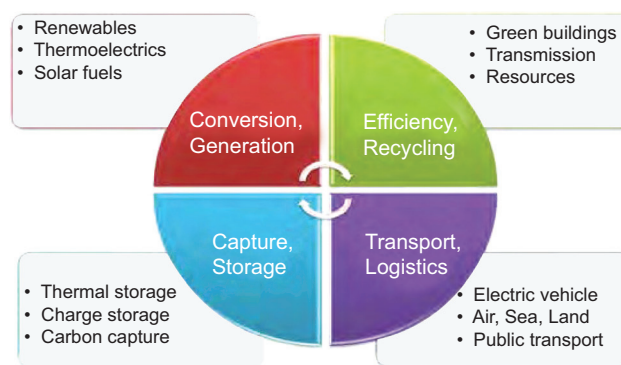 • Renewables
• Thermoelectrics
• Solar fuels
• Green buildings
• Transmission
• Resources
Conversion,
Generation
Efficiency,
Recycling
Capture,
Storage
Transport,
Logistics
• Thermal storage
• Charge storage
• Carbon capture
• Electric vehicle
• Air, Sea, Land
• Public transport